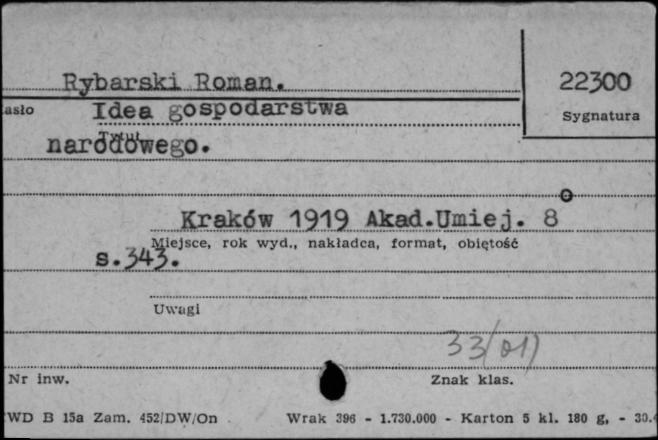 Rybarski Roman.
22300
asło Idea gospodarstwa
Sygnatura
Tytuł
narodowego.
Kraków 1919 Akad.Umiej. 8o
Miejsce, rok wyd., nakładca, format, objętość
s.343.
Uwagi
33/01)
Nr inw.
Znak klas.
WD B 15a Zam. 452/DW/On Wrak 396 - 1.730.000 - Karton 5 kl. 180 g, - 30.4